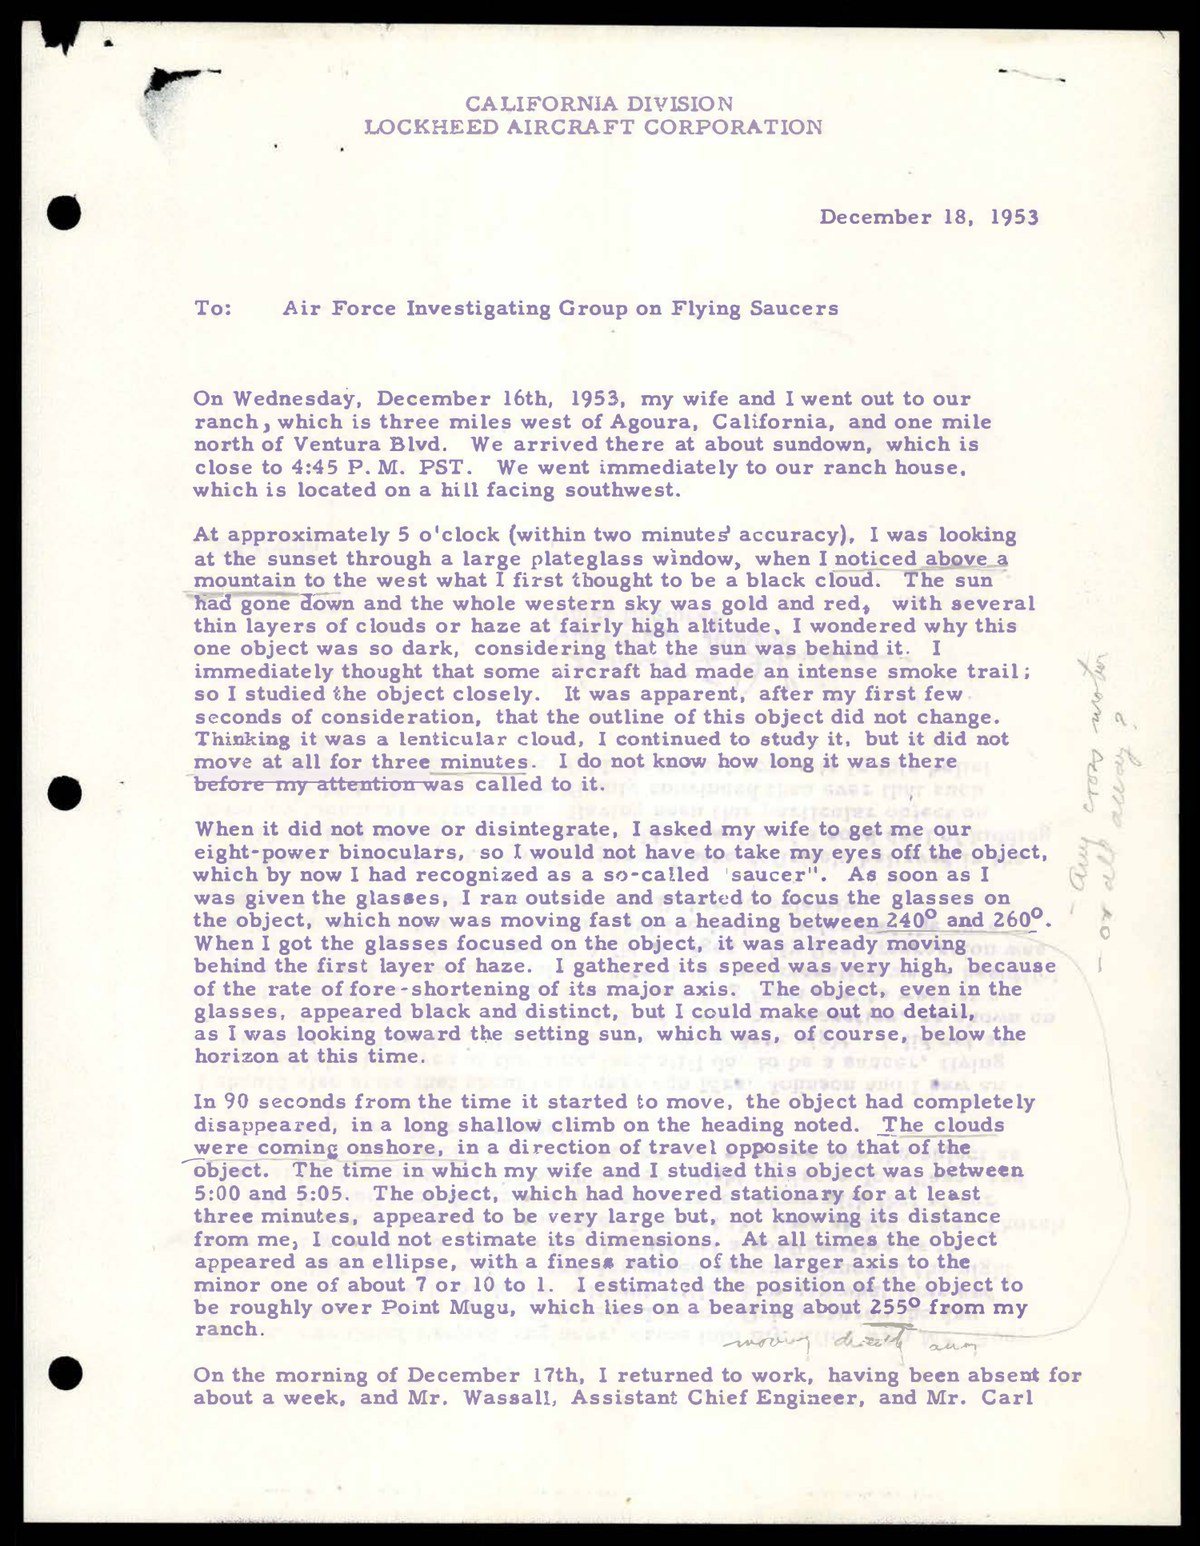 CALIFORNIA DIVISION
LOCKHEED AIRCRAFT CORPORATION
December 18, 1953
To: Air Force Investigating Group on Flying Saucers
On Wednesday, December 16th, 1953, my wife and I went out to our
ranch, which is three miles west of Agoura, California, and one mile
north of Ventura Blvd. We arrived there at about sundown, which is
close to 4:45 P.M. PST. We went immediately to our ranch house,
which is located on a hill facing southwest.
At approximately 5 o'clock (within two minutes' accuracy), I was looking
at the sunset through a large plateglass window, when I noticed above a
mountain to the west what I first thought to be a black cloud. The sun
had gone down and the whole western sky was gold and red, with several
thin layers of clouds or haze at fairly high altitude. I wondered why this
one object was so dark, considering that the sun was behind it. I
immediately thought that some aircraft had made an intense smoke trail;
so I studied the object closely. It was apparent, after my first few
seconds of consideration, that the outline of this object did not change.
Thinking it was a lenticular cloud, I continued to study it, but it did not
move at all for three minutes. I do not know how long it was there
before my attention was called to it.
When it did not move or disintegrate, I asked my wife to get me our
eight-power binoculars, so I would not have to take my eyes off the object,
which by now I had recognized as a so-called 'saucer". As soon as I
was given the glasses, I ran outside and started to focus the glasses on
the object, which now was moving fast on a heading between 240° and 260°.
When I got the glasses focused on the object, it was already moving
behind the first layer of haze. I gathered its speed was very high, because
of the rate of fore-shortening of its major axis. The object, even in the
glasses, appeared black and distinct, but I could make out no detail,
as I was looking toward the setting sun, which was, of course, below the
horizon at this time.
In 90 seconds from the time it started to move, the object had completely
disappeared, in a long shallow climb on the heading noted. The clouds
were coming onshore, in a direction of travel opposite to that of the
object. The time in which my wife and I studied this object was between
5:00 and 5:05. The object, which had hovered stationary for at least
three minutes, appeared to be very large but, not knowing its distance
from me, I could not estimate its dimensions. At all times the object
appeared as an ellipse, with a finess ratio of the larger axis to the
minor one of about 7 or 10 to 1. I estimated the position of the object to
be roughly over Point Mugu, which lies on a bearing about 255° from my
ranch.
moving directly away
On the morning of December 17th, I returned to work, having been absent for
about a week, and Mr. Wassall, Assistant Chief Engineer, and Mr. Carl
- any cross motion
- or all away?